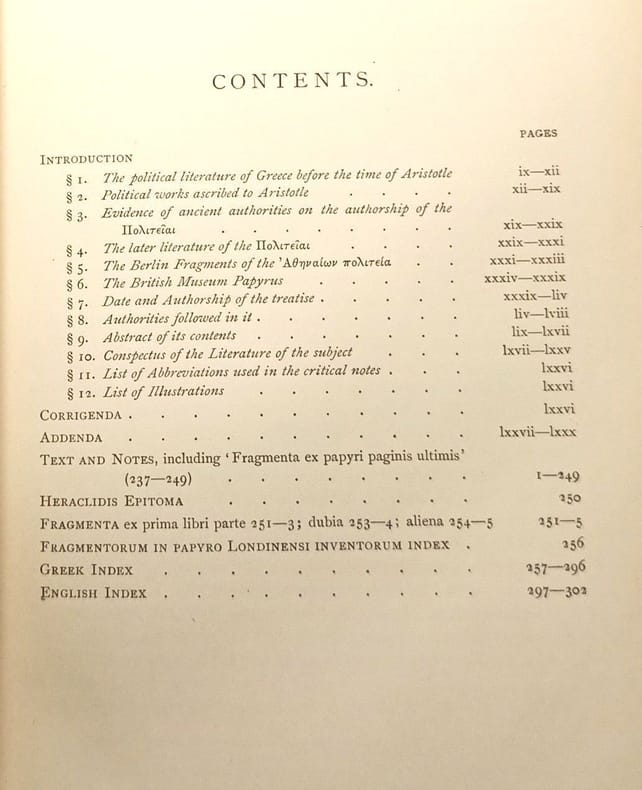 CONTENTS.
PAGES
INTRODUCTION
§ 1. The political literature of Greece before the time of Aristotle ix—xii
§ 2. Political works ascribed to Aristotle . . . . xii—xix
§ 3. Evidence of ancient authorities on the authorship of the
Πολιτεῖαι . . . . . . . . xix—xxix
§ 4. The later literature of the Πολιτεῖαι . . . . xxix—xxxi
§ 5. The Berlin Fragments of the Ἀθηναίων πολιτεία . . xxxi—xxxiii
§ 6. The British Museum Papyrus . . . . . xxxiv—xxxix
§ 7. Date and Authorship of the treatise . . . . . xxxix—liv
§ 8. Authorities followed in it . . . . . . . liv—lviii
§ 9. Abstract of its contents . . . . . . . lix—lxvii
§ 10. Conspectus of the Literature of the subject . . . lxvii—lxxv
§ 11. List of Abbreviations used in the critical notes . . . lxxvi
§ 12. List of Illustrations . . . . . . . lxxvi
CORRIGENDA . . . . . . . . . . . lxxvi
ADDENDA . . . . . . . . . . . lxxvii—lxxx
TEXT AND NOTES, including ‘Fragmenta ex papyri paginis ultimis’
(237—249) . . . . . . . . 1—249
HERACLIDIS EPITOMA . . . . . . . . 250
FRAGMENTA ex prima libri parte 251—3; dubia 253—4; aliena 254—5 251—5
FRAGMENTORUM IN PAPYRO LONDINENSI INVENTORUM INDEX . 256
GREEK INDEX . . . . . . . . . . 257—296
ENGLISH INDEX . . . . . . . . . . 297—302